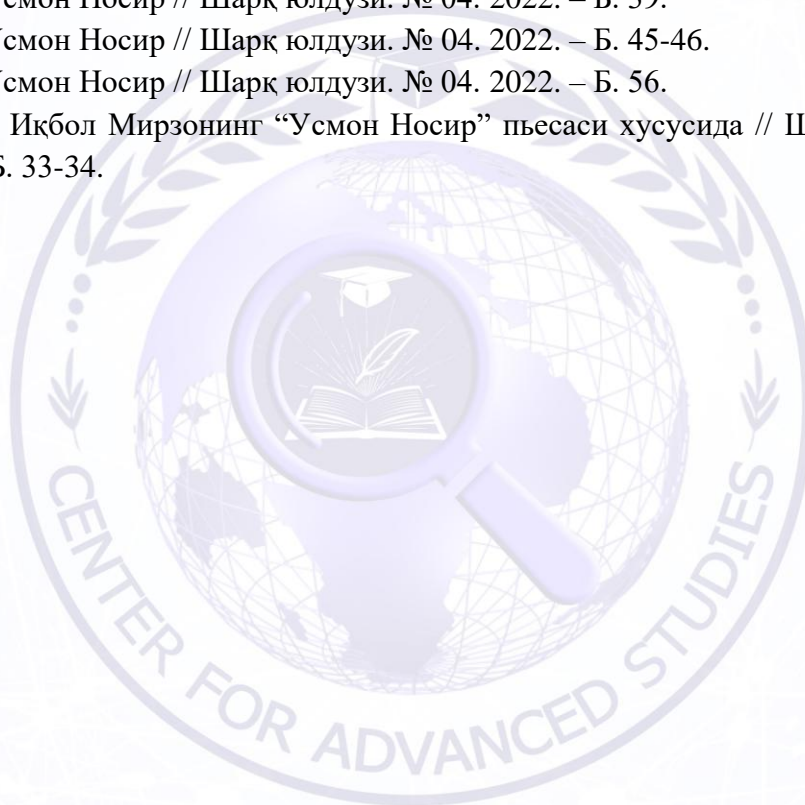 Усмон Носир // Шарқ юлдузи. № 04. 2022. – Б. 59.
Усмон Носир // Шарқ юлдузи. № 04. 2022. – Б. 45-46.
Усмон Носир // Шарқ юлдузи. № 04. 2022. – Б. 56.
Иқбол Мирзонинг “Усмон Носир” пьесаси хусусида //
Б. 33-34.
CENTER FOR ADVANCED STUDIES